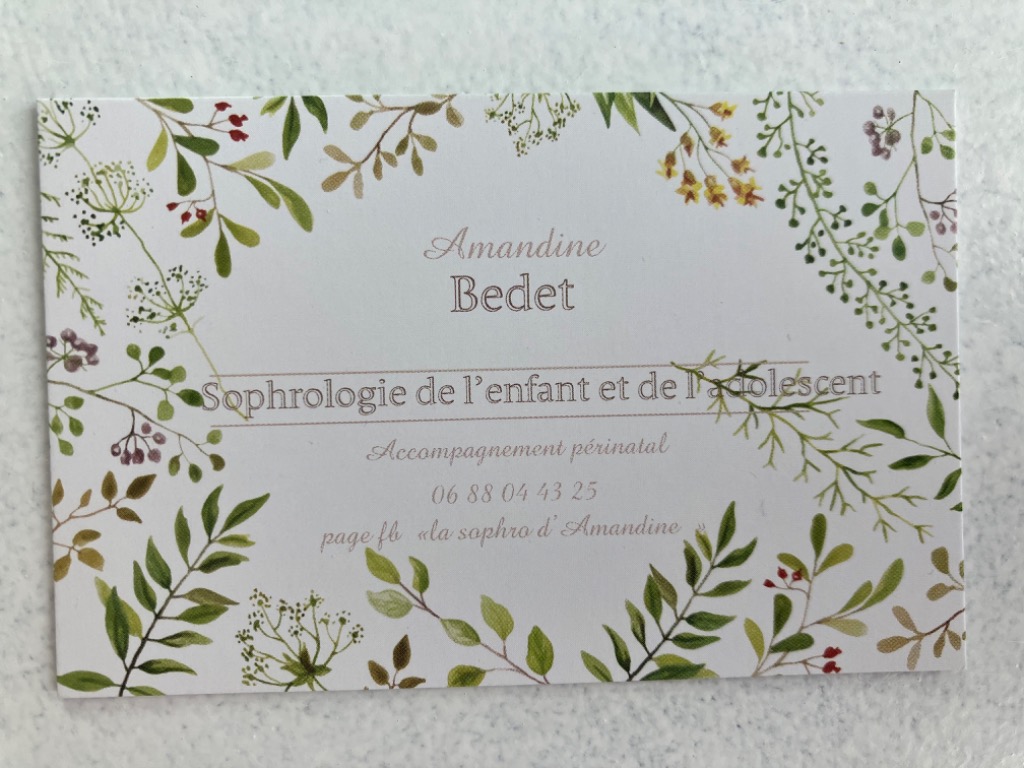 Amandine
Bedet
Sophrologie de l'enfant et de l'adolescent
Accompagnement périnatal
06 88 04 43 25
page fb «la sophro d'Amandine «